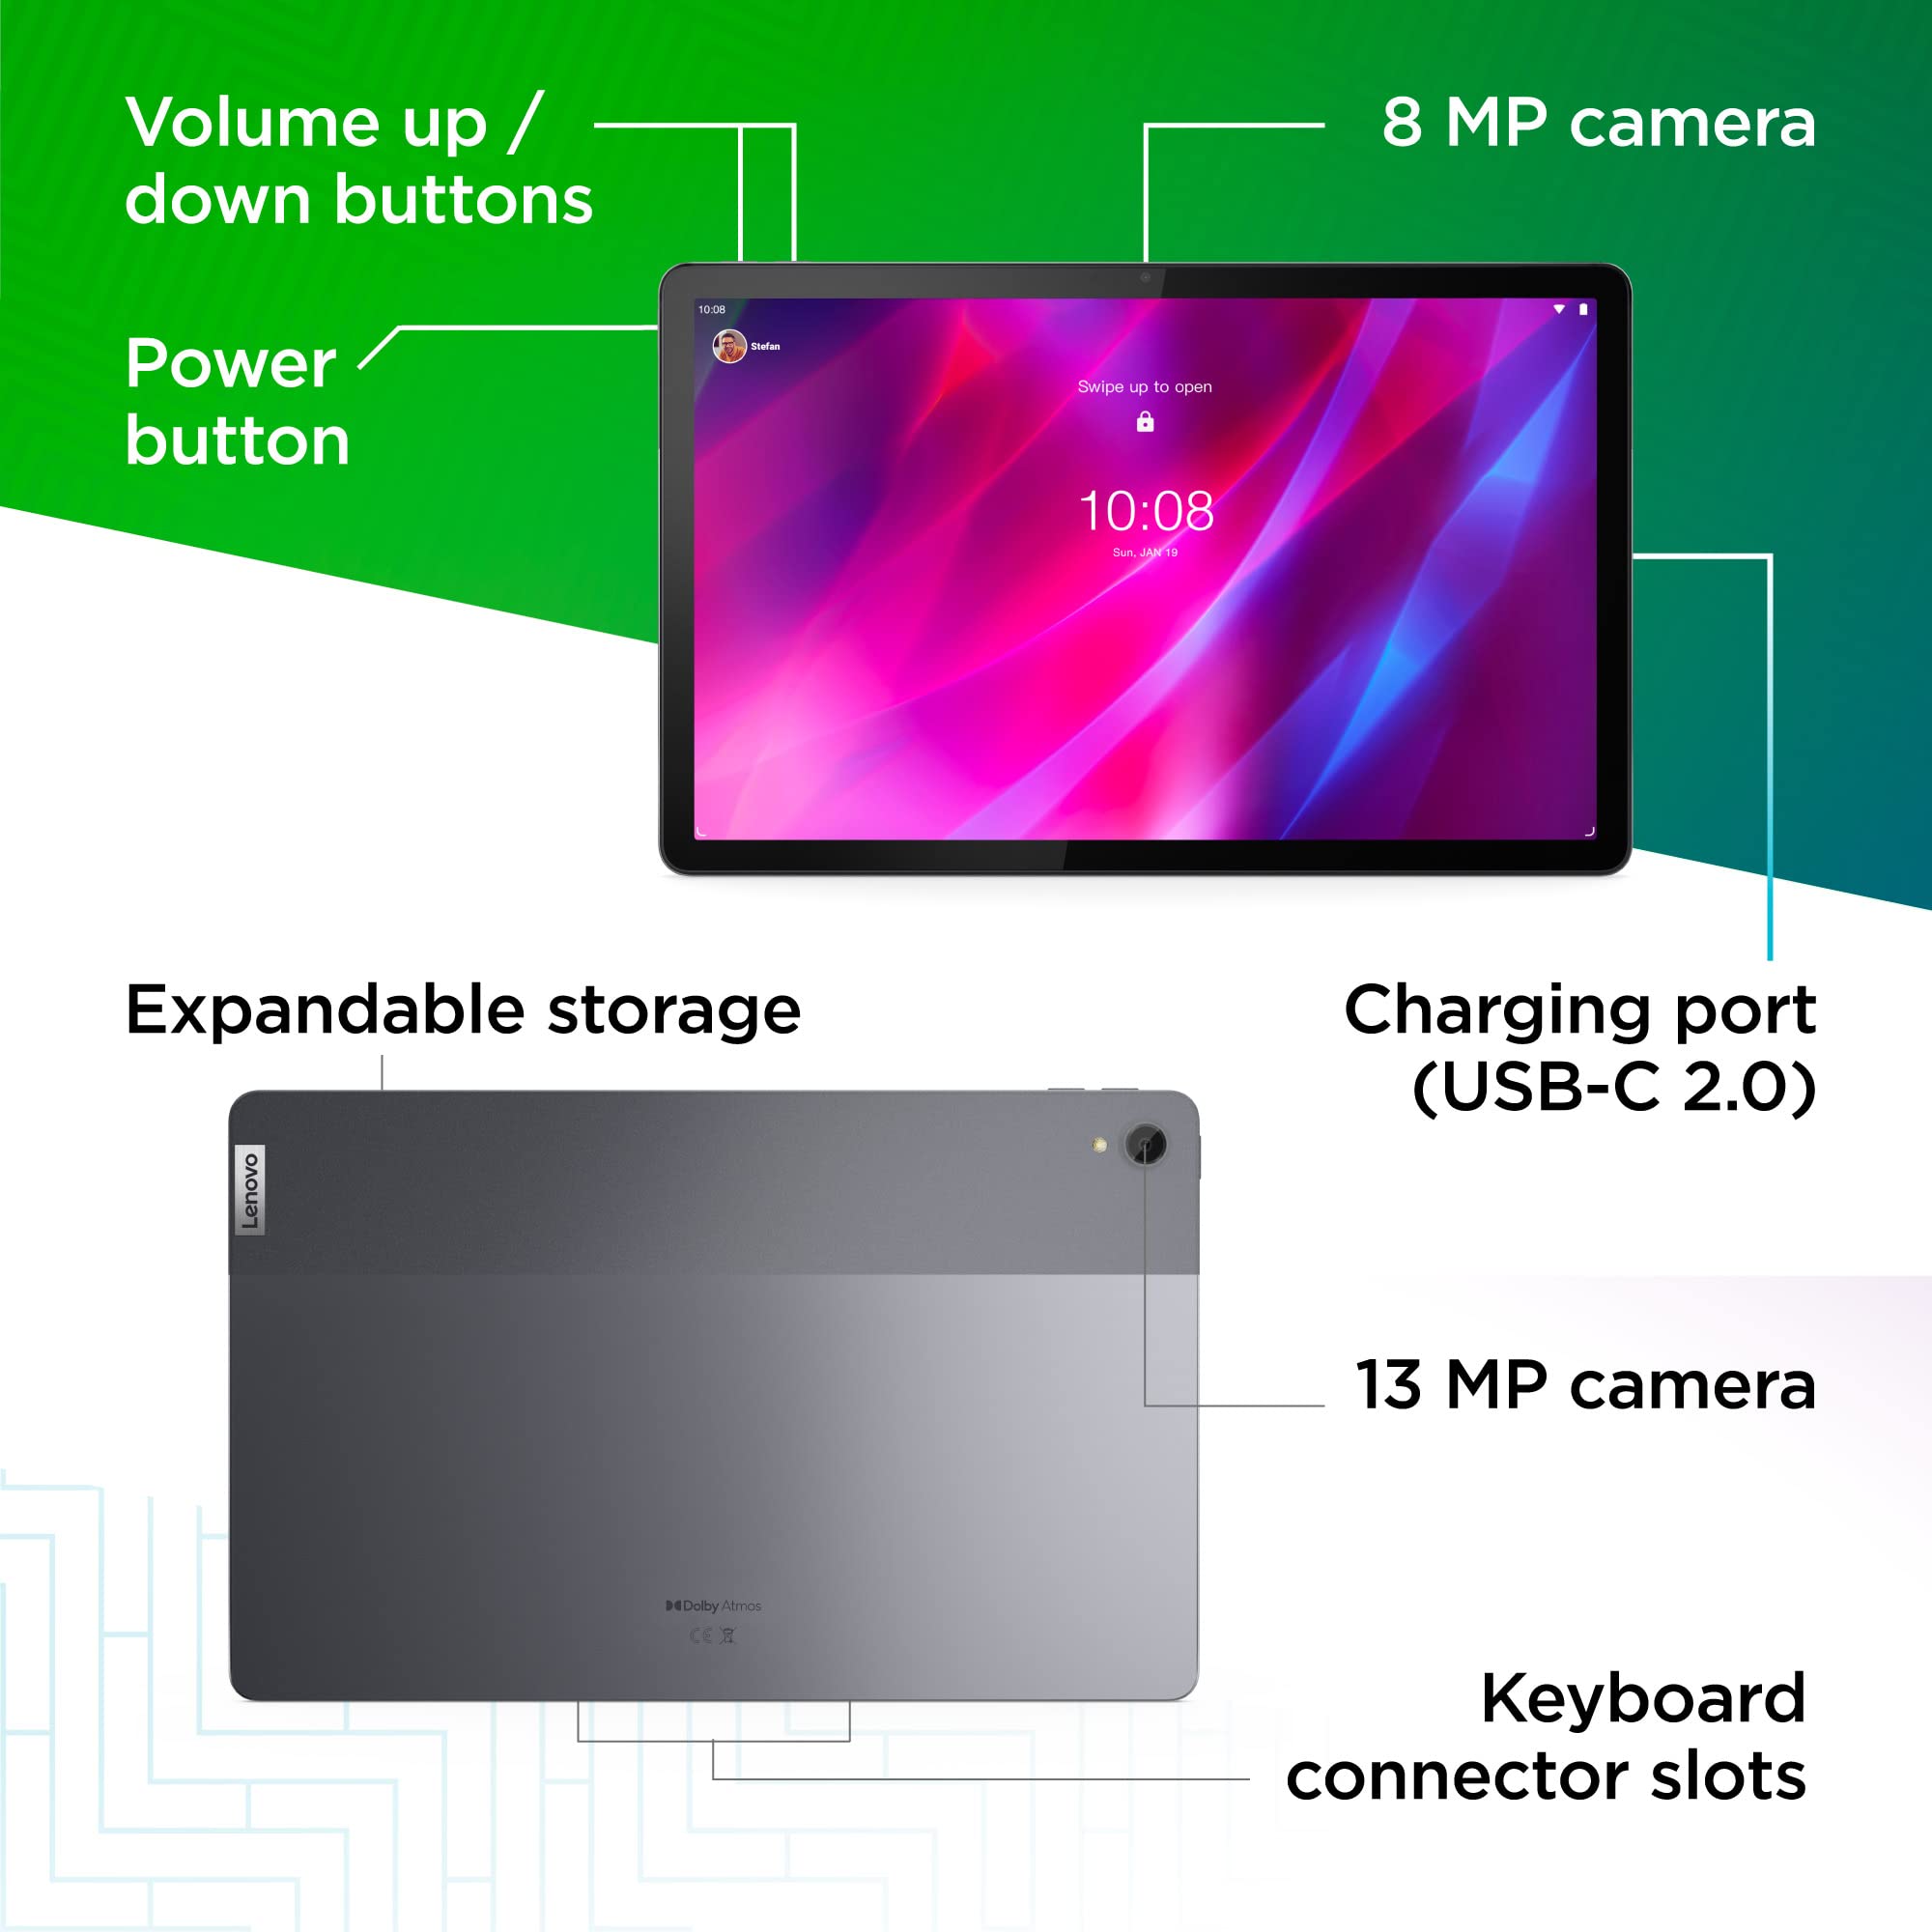 Volume up /
down buttons
8 MP camera
Power
button
10:08
Stefan
Swipe up to open
10:08
Sun, JAN 19
Expandable storage
Charging port
(USB-C 2.0)
Lenovo
13 MP camera
Dolby Atmos
CE
Keyboard
connector slots